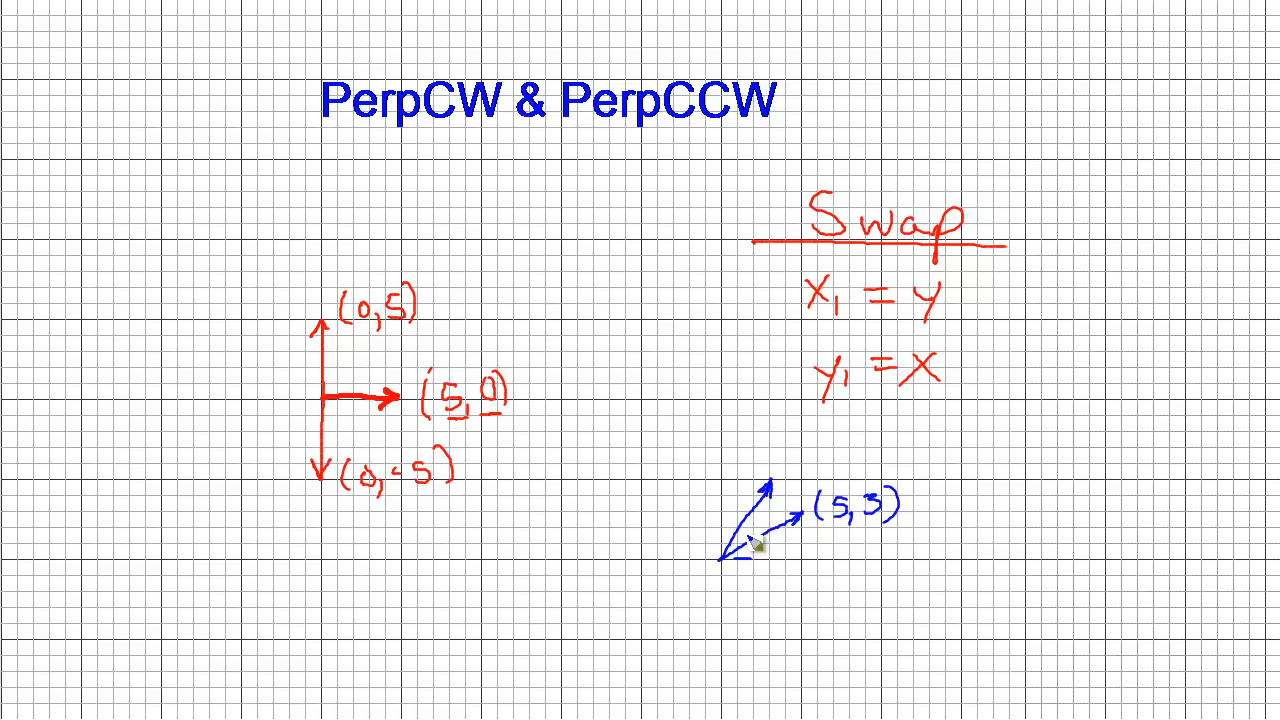 PerpCW & PerpCCW
Swap
x₁ = y
y₁ = x
(0,5)
(5,0)
(0,-5)
(5,3)